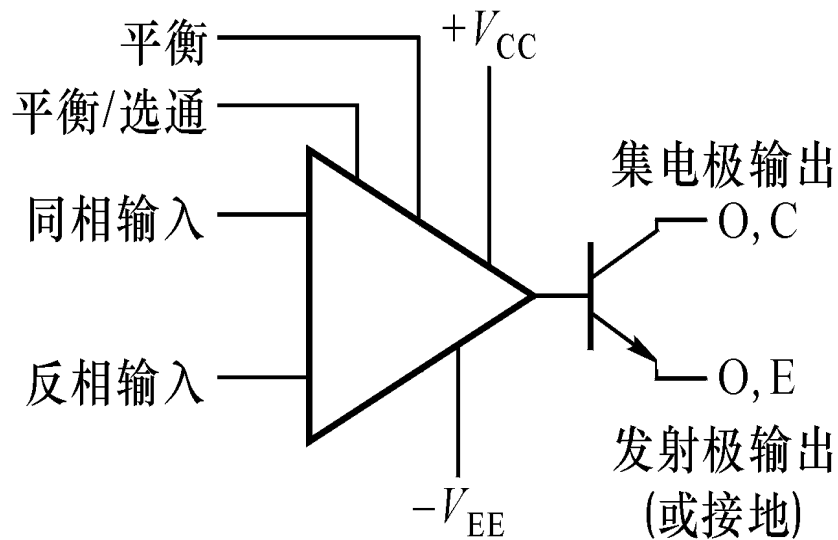 平衡
+VCC
平衡/选通
集电极输出
同相输入
O, C
反相输入
O, E
发射极输出
(或接地)
-VEE